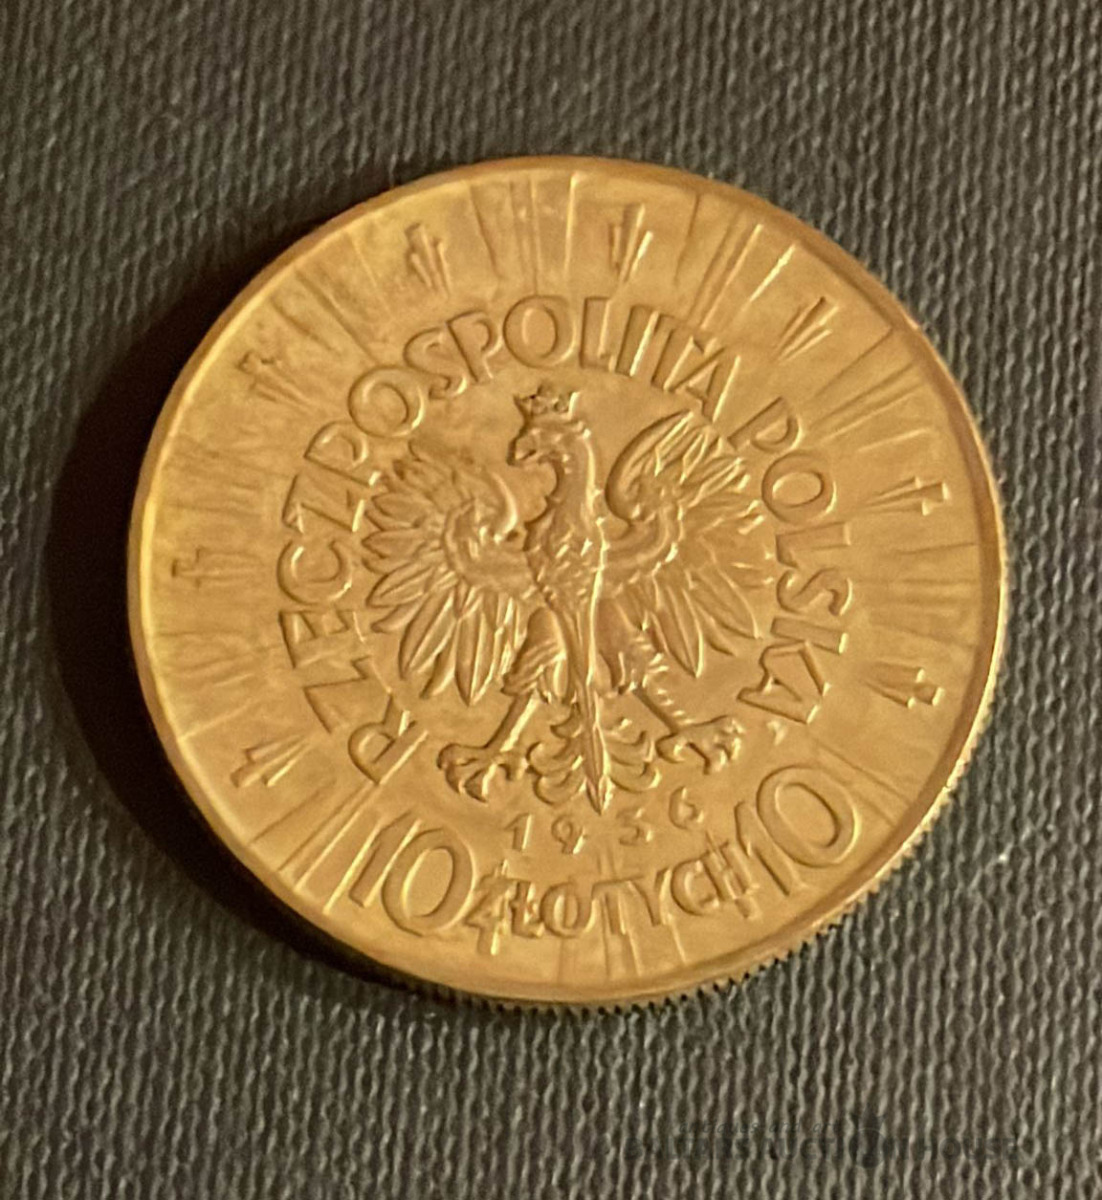 RZECZPOSPOLITA POLSKA
1936
10 ZŁOTYCH 10